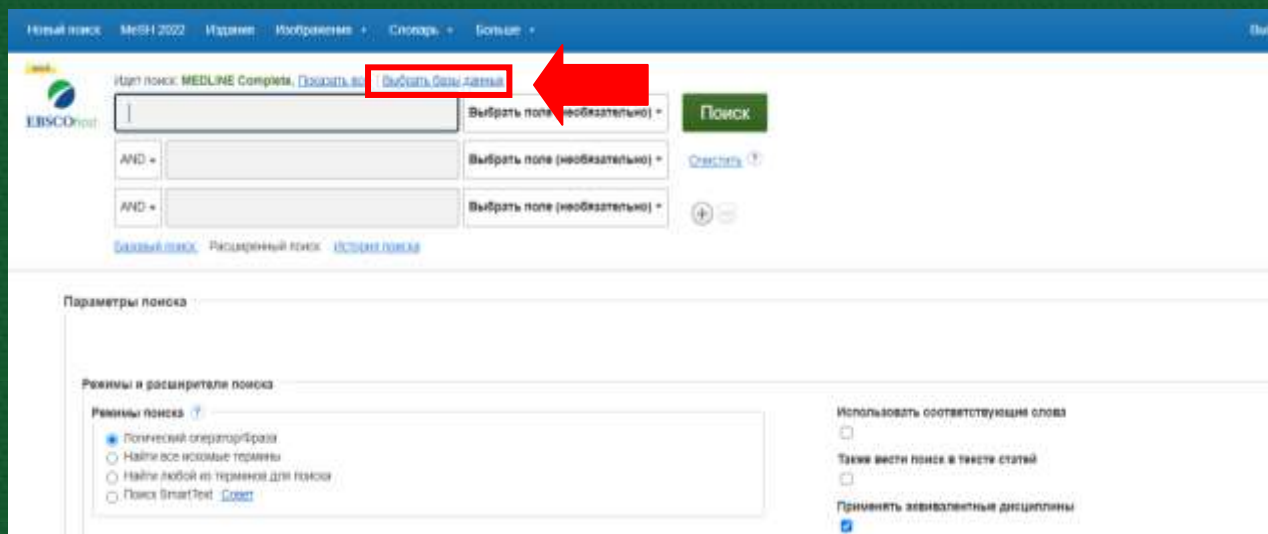 Новый поиск MeSH 2022 Издания Изображения Словарь Больше
Идет поиск: MEDLINE Complete, Показать все Выбрать базы данных
EBSCOhost
Выбрать поле (необязательно) Поиск
AND Выбрать поле (необязательно) Очистить ?
AND Выбрать поле (необязательно)
Базовый поиск Расширенный поиск История поиска
Параметры поиска
Режимы и расширители поиска
Режимы поиска ?
Логический оператор/Фраза
Найти все искомые термины
Найти любой из терминов для поиска
Поиск SmartText Совет
Использовать соответствующие слова
Также вести поиск в тексте статей
Применять эквивалентные дисциплины